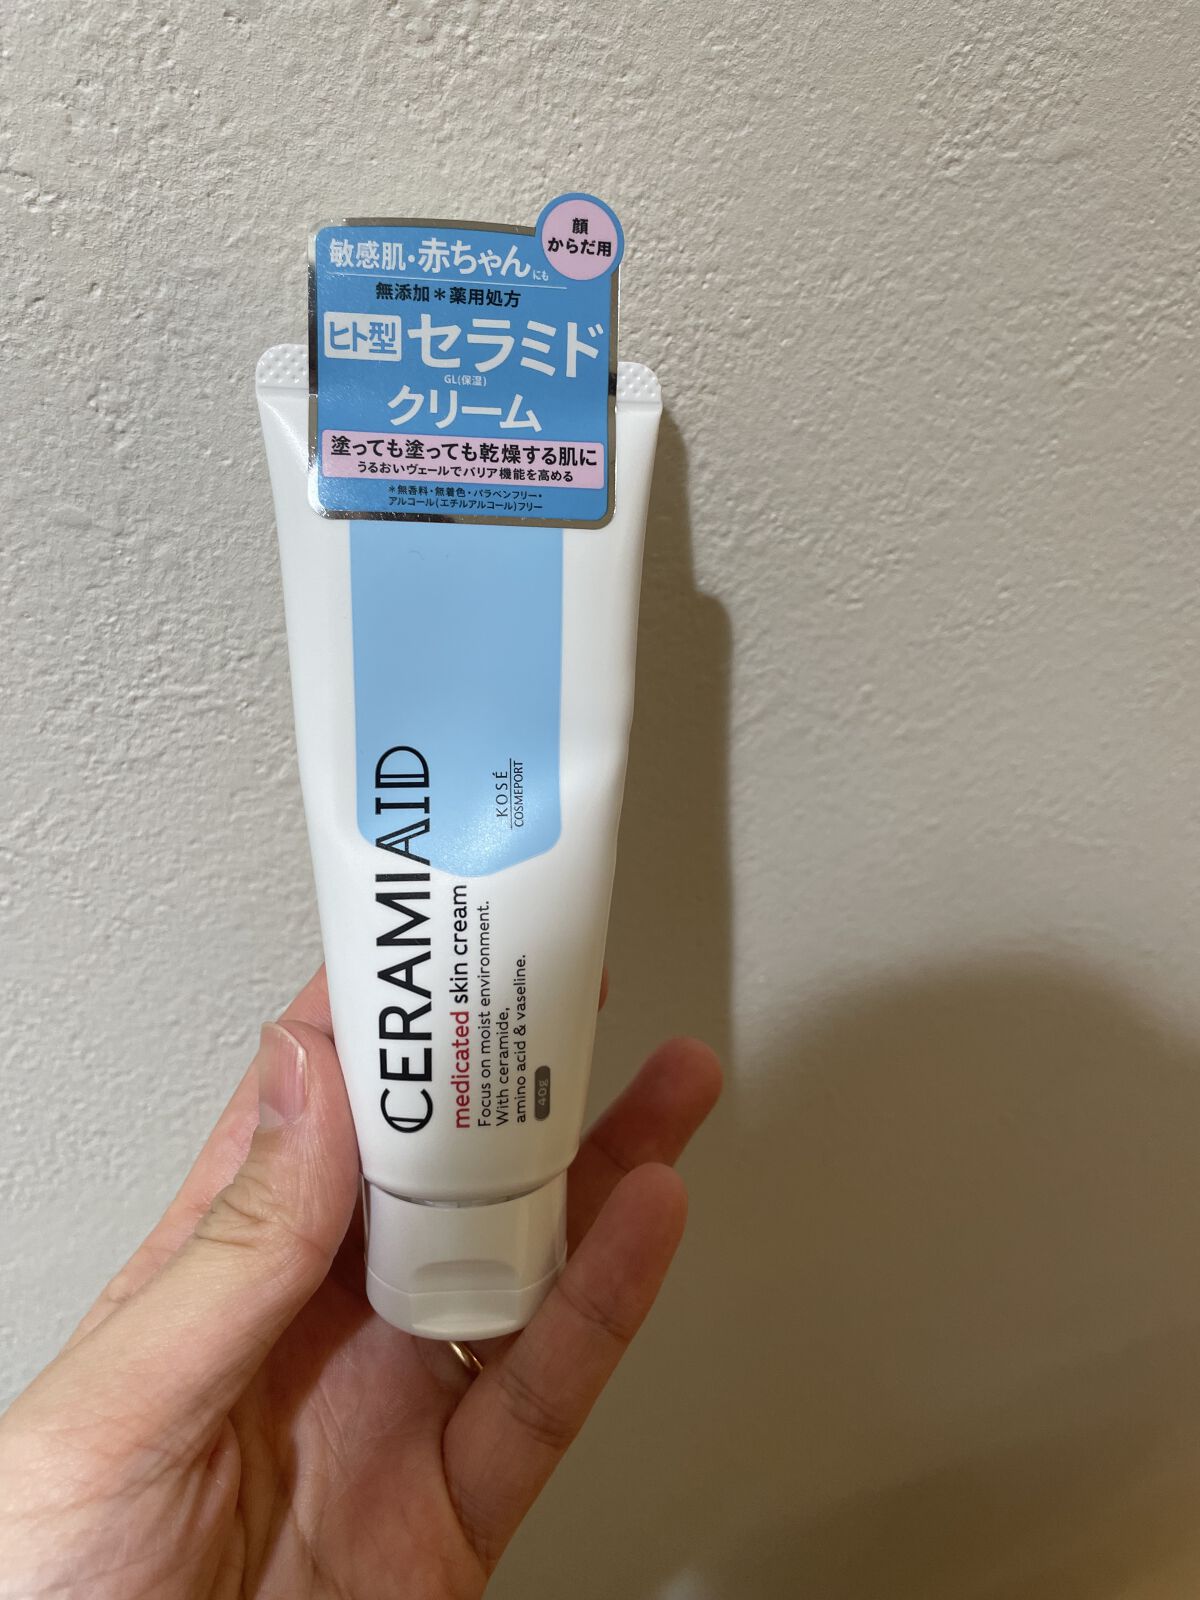 顔
からだ用
敏感肌・赤ちゃんにも
無添加＊薬用処方
ヒト型 セラミド
GL(保湿)
クリーム
塗っても塗っても乾燥する肌に
うるおいヴェールでバリア機能を高める
＊無香料・無着色・パラベンフリー・
アルコール(エチルアルコール)フリー
CERAMIAID
medicated skin cream
Focus on moist environment.
With ceramide,
amino acid & vaseline.
40g
KOSÉ
COSMEPORT